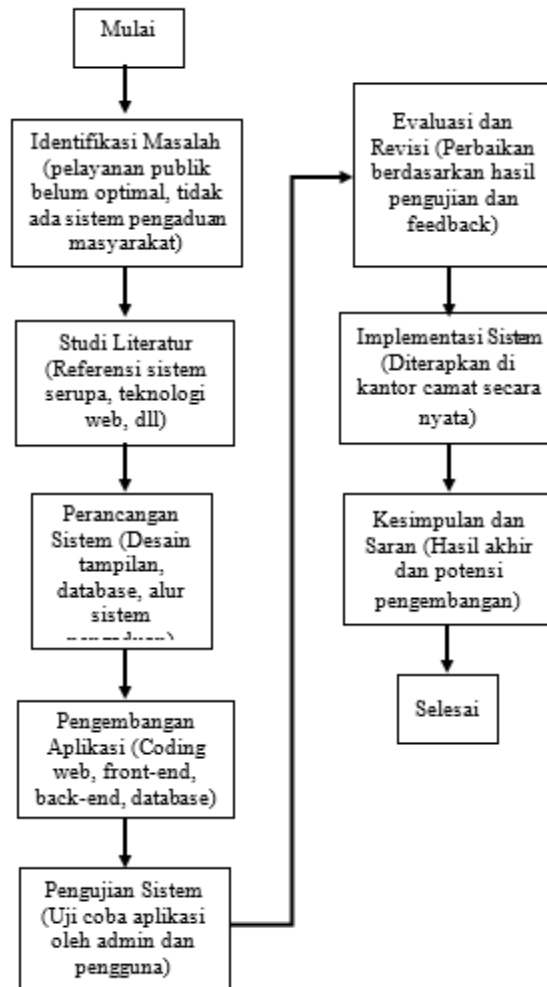 Mulai
Identifikasi Masalah
(pelayanan publik
belum optimal, tidak
ada sistem pengaduan
masyarakat)
Studi Literatur
(Referensi sistem
serupa, teknologi
web, dll)
Perancangan
Sistem (Desain
tampilan,
database, alur
sistem
Pengembangan
Aplikasi (Coding
web, front-end,
back-end, database)
Pengujian Sistem
(Uji coba aplikasi
oleh admin dan
pengguna)
Evaluasi dan
Revisi (Perbaikan
berdasarkan hasil
pengujian dan
feedback)
Implementasi Sistem
(Diterapkan di
kantor camat secara
nyata)
Kesimpulan dan
Saran (Hasil akhir
dan potensi
pengembangan)
Selesai